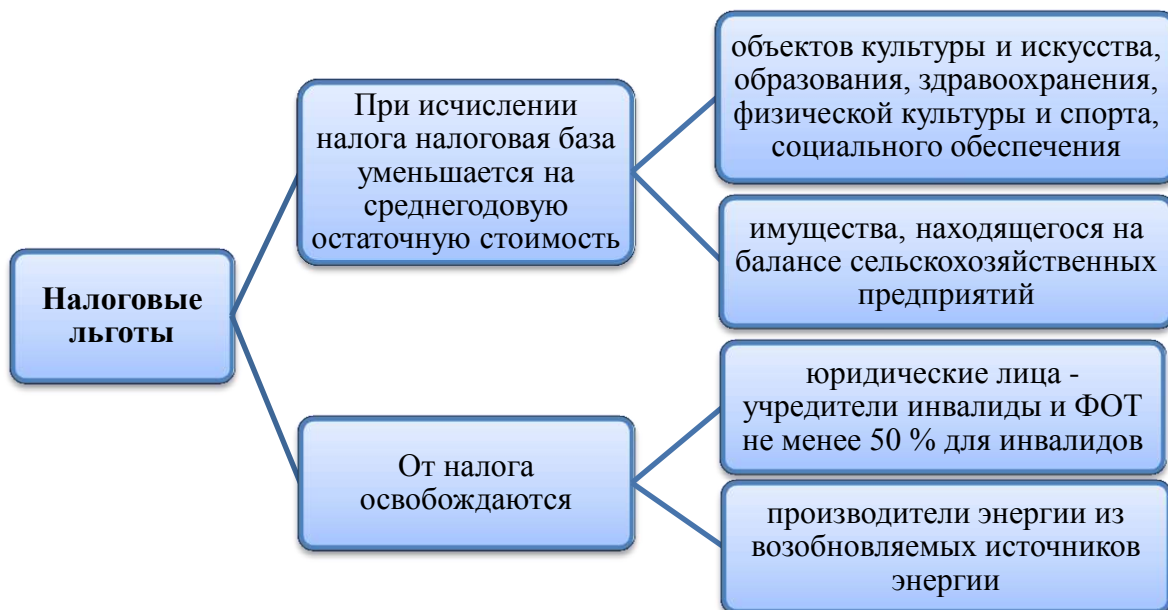 Налоговые
льготы
При исчислении
налога налоговая база
уменьшается на
среднегодовую
остаточную стоимость
объектов культуры и искусства,
образования, здравоохранения,
физической культуры и спорта,
социального обеспечения
имущества, находящегося на
балансе сельскохозяйственных
предприятий
От налога
освобождаются
юридические лица -
учредители инвалиды и ФОТ
не менее 50 % для инвалидов
производители энергии из
возобновляемых источников
энергии